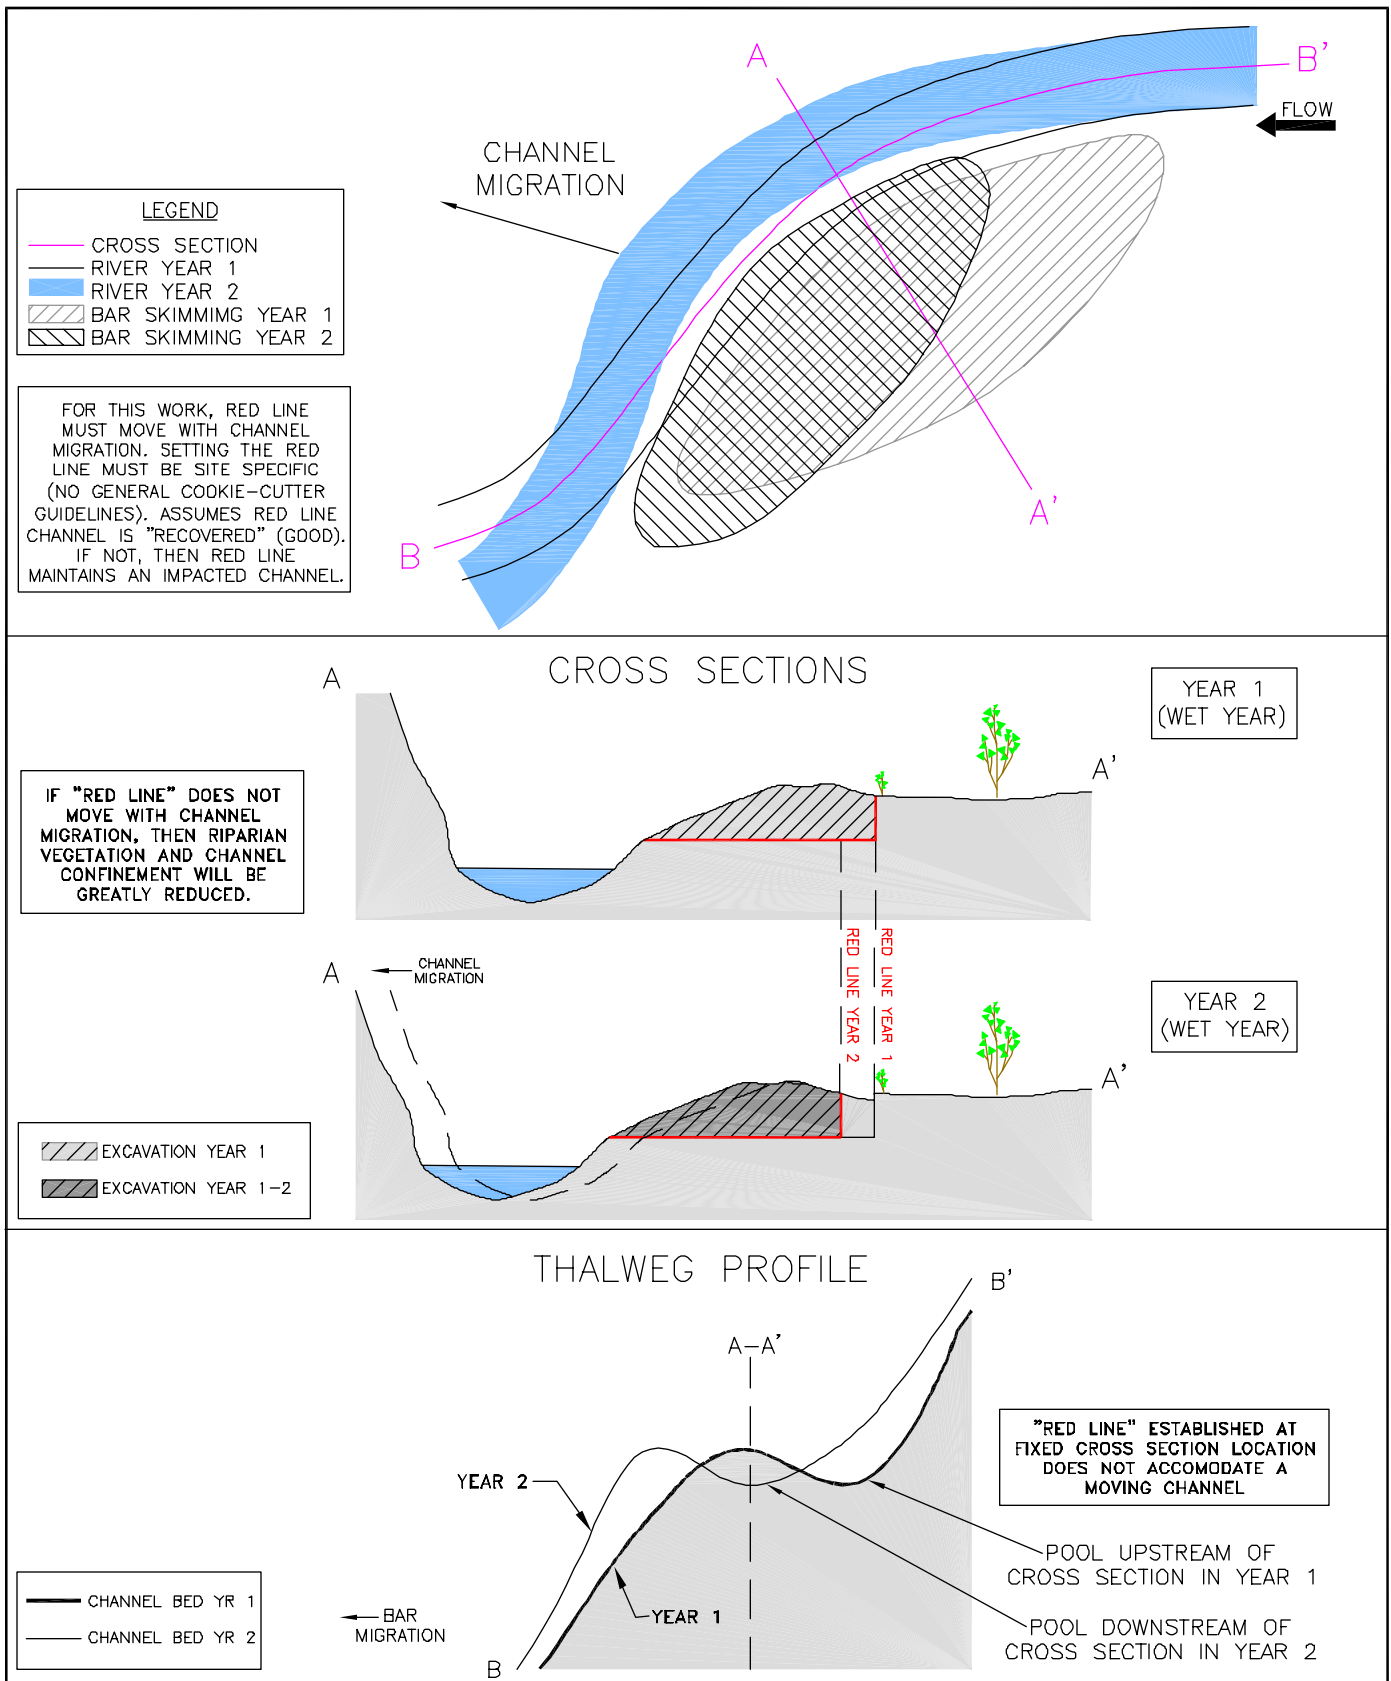 A
B'
FLOW
CHANNEL
MIGRATION
LEGEND
CROSS SECTION
RIVER YEAR 1
RIVER YEAR 2
BAR SKIMMIMG YEAR 1
BAR SKIMMING YEAR 2
FOR THIS WORK, RED LINE
MUST MOVE WITH CHANNEL
MIGRATION. SETTING THE RED
LINE MUST BE SITE SPECIFIC
(NO GENERAL COOKIE-CUTTER
GUIDELINES). ASSUMES RED LINE
CHANNEL IS "RECOVERED" (GOOD).
IF NOT, THEN RED LINE
MAINTAINS AN IMPACTED CHANNEL.
A'
B
CROSS SECTIONS
A
YEAR 1
(WET YEAR)
A'
IF "RED LINE" DOES NOT
MOVE WITH CHANNEL
MIGRATION, THEN RIPARIAN
VEGETATION AND CHANNEL
CONFINEMENT WILL BE
GREATLY REDUCED.
RED LINE YEAR 2
RED LINE YEAR 1
A
CHANNEL
MIGRATION
YEAR 2
(WET YEAR)
A'
EXCAVATION YEAR 1
EXCAVATION YEAR 1-2
THALWEG PROFILE
B'
A-A'
"RED LINE" ESTABLISHED AT
FIXED CROSS SECTION LOCATION
DOES NOT ACCOMODATE A
MOVING CHANNEL
YEAR 2
POOL UPSTREAM OF
CROSS SECTION IN YEAR 1
CHANNEL BED YR 1
CHANNEL BED YR 2
BAR
MIGRATION
YEAR 1
POOL DOWNSTREAM OF
CROSS SECTION IN YEAR 2
B